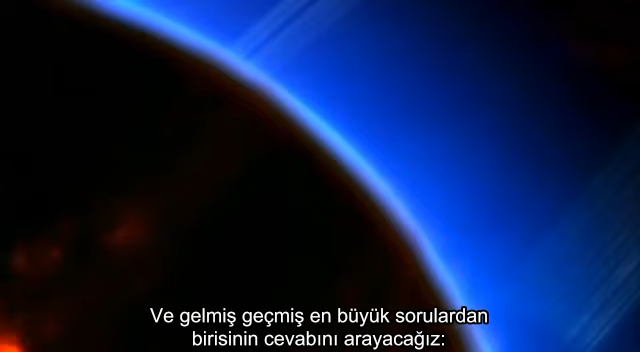 Ve gelmiş geçmiş en büyük sorulardan
birisinin cevabını arayacağız: